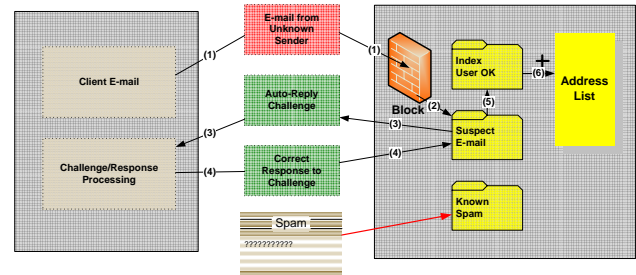 E-mail from
Unknown
Sender
(1)
(1)
Client E-mail
Block
Index
User OK
+
(6)
Address
List
Auto-Reply
Challenge
(2)
(5)
(3)
(3)
Suspect
E-mail
Challenge/Response
Processing
(4)
Correct
Response to
Challenge
(4)
Known
Spam
Spam
???????????